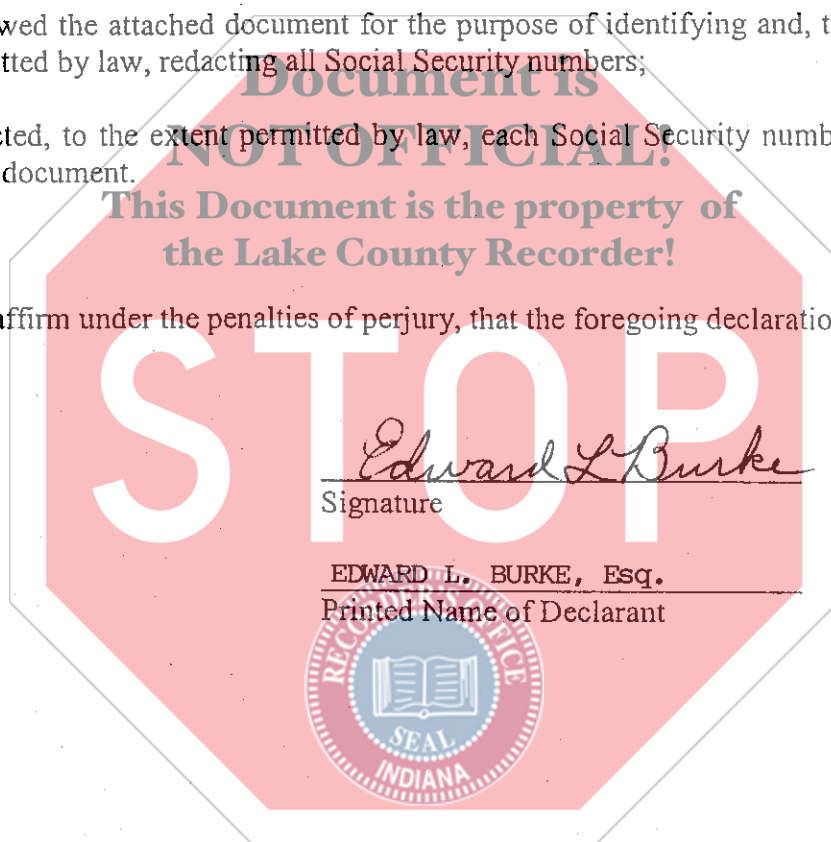 wed the attached document for the purpose of identifying and, t
tted by law, redacting all Social Security numbers;
Document is
cted, to the extent permitted by law, each Social Security numb
NOT OFFICIAL!
document.
This Document is the property of
the Lake County Recorder!
affirm under the penalties of perjury, that the foregoing declaratio
STOP
Edward L Burke
Signature
EDWARD L. BURKE, Esq.
Printed Name of Declarant
RECORDER'S OFFICE
SEAL
INDIANA